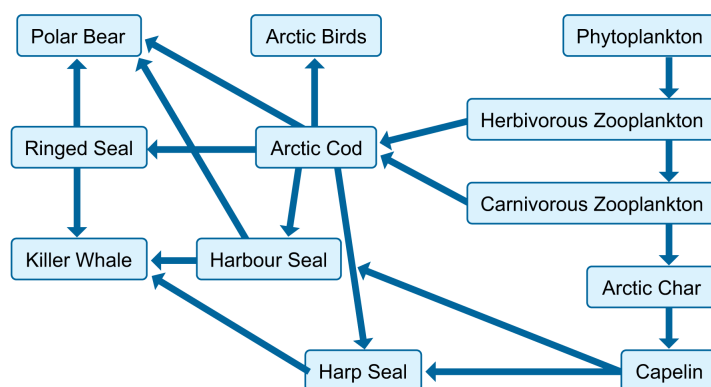 Polar Bear
Arctic Birds
Phytoplankton
Herbivorous Zooplankton
Ringed Seal
Arctic Cod
Carnivorous Zooplankton
Killer Whale
Harbour Seal
Arctic Char
Harp Seal
Capelin